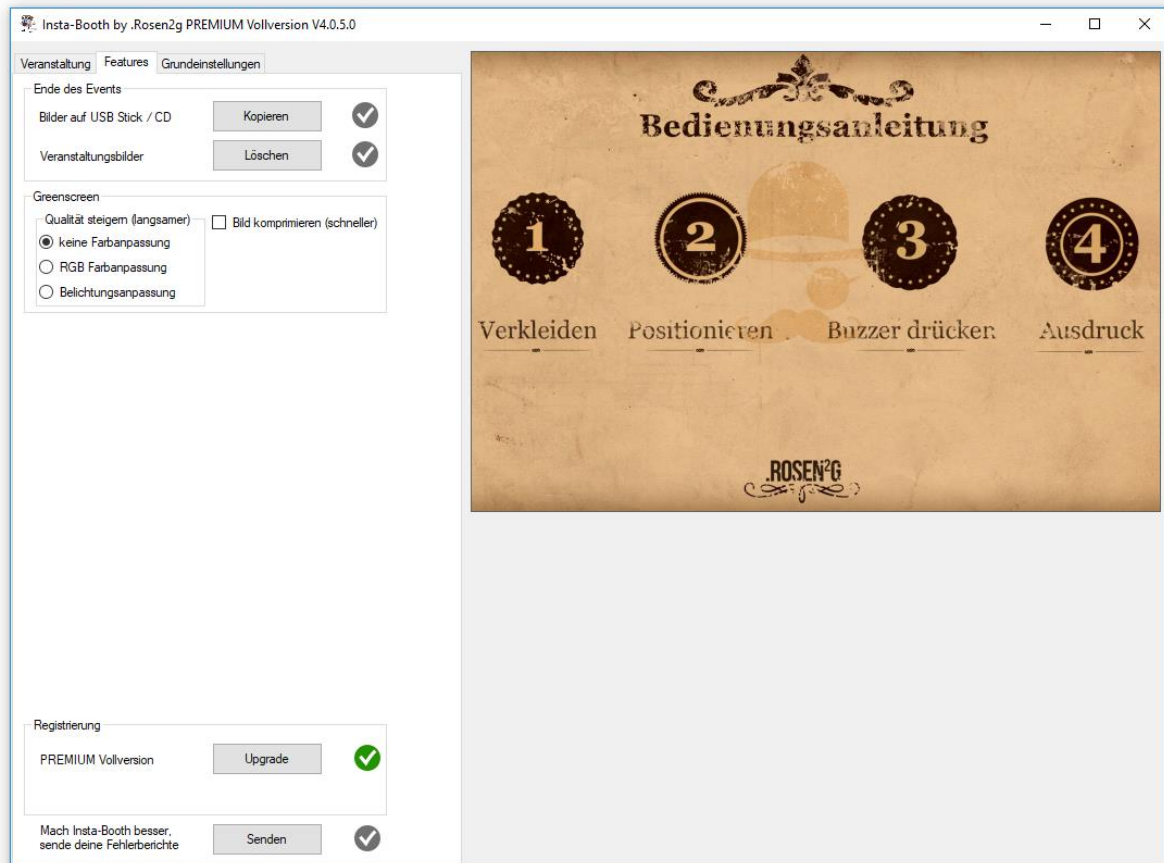 Insta-Booth by .Rosen2g PREMIUM Vollversion V4.0.5.0
Veranstaltung Features Grundeinstellungen
Ende des Events
Bilder auf USB Stick / CD Kopieren
Veranstaltungsbilder Löschen
Greenscreen
Qualität steigern (langsamer) Bild komprimieren (schneller)
keine Farbanpassung
RGB Farbanpassung
Belichtungsanpassung
Registrierung
PREMIUM Vollversion Upgrade
Mach Insta-Booth besser,
sende deine Fehlerberichte Senden
Bedienungsanleitung
1 2 3 4
Verkleiden Positionieren Buzzer drücken Ausdruck
.ROSEN²G